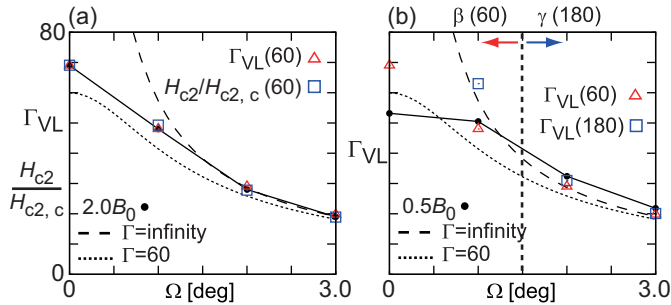 (a)
80
Γ_VL(60)
H_c2/H_c2, c (60)
Γ_VL
H_c2
H_c2, c
2.0B_0
Γ=infinity
Γ=60
0
0
Ω [deg]
3.0
(b)
β (60)
γ (180)
Γ_VL(60)
Γ_VL(180)
Γ_VL
0.5B_0
Γ=infinity
Γ=60
0
Ω [deg]
3.0